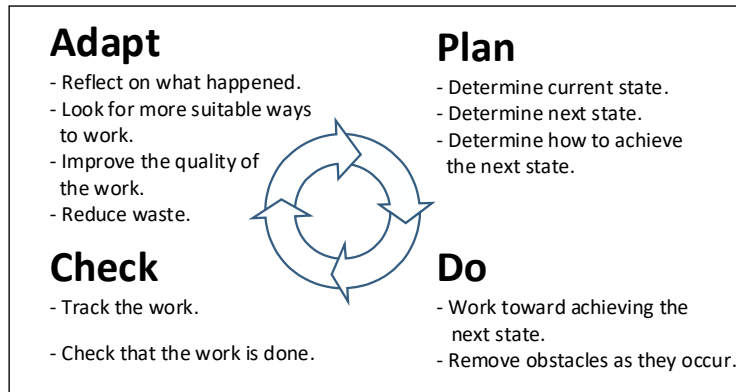 Adapt
- Reflect on what happened.
- Look for more suitable ways
to work.
- Improve the quality of
the work.
- Reduce waste.
Plan
- Determine current state.
- Determine next state.
- Determine how to achieve
the next state.
Check
- Track the work.
- Check that the work is done.
Do
- Work toward achieving the
next state.
- Remove obstacles as they occur.